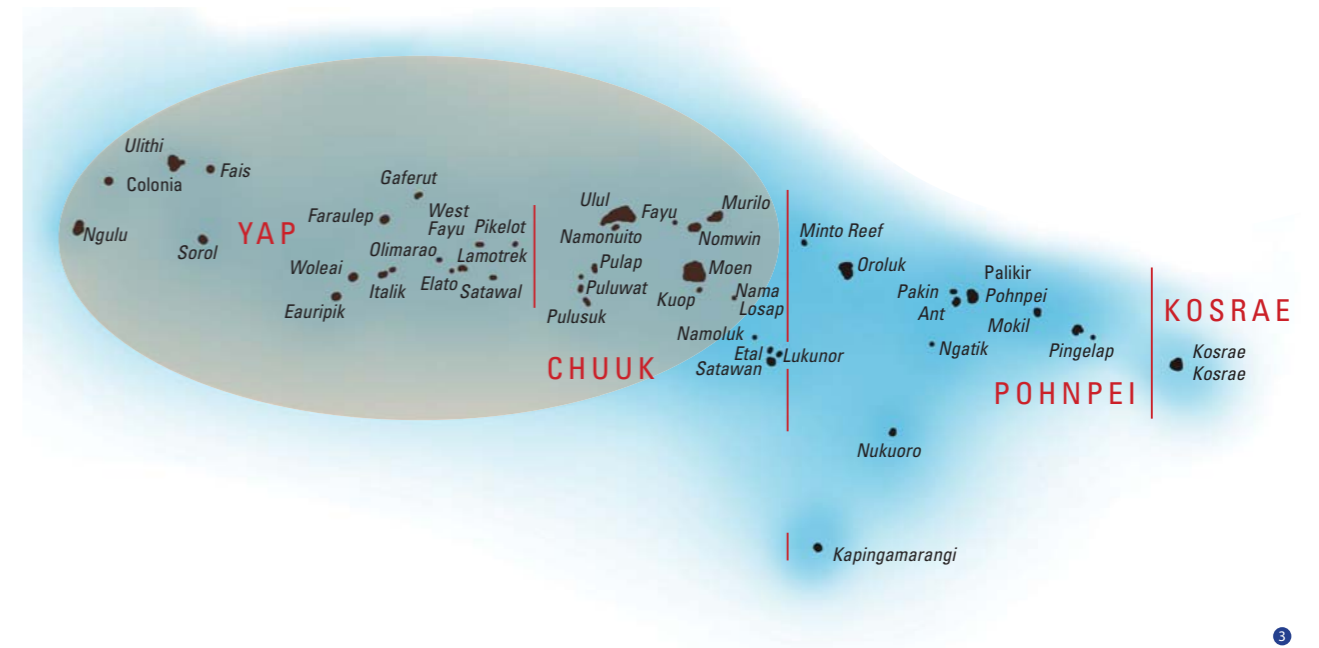 Ulithi
Fais
Colonia
Ngulu
Sorol
YAP
Gaferut
Faraulep
West
Fayu
Pikelot
Olimarao
Lamotrek
Woleai
Italik
Elato
Satawal
Eauripik
Ulul
Fayu
Murilo
Namonuito
Nomwin
Pulap
Moen
Puluwat
Kuop
Nama
Losap
Pulusuk
Namoluk
Etal
Lukunor
Satawan
CHUUK
Minto Reef
Oroluk
Palikir
Pakin
Pohnpei
Ant
Mokil
Ngatik
Pingelap
POHNPEI
KOSRAE
Kosrae
Kosrae
Nukuoro
Kapingamarangi
3